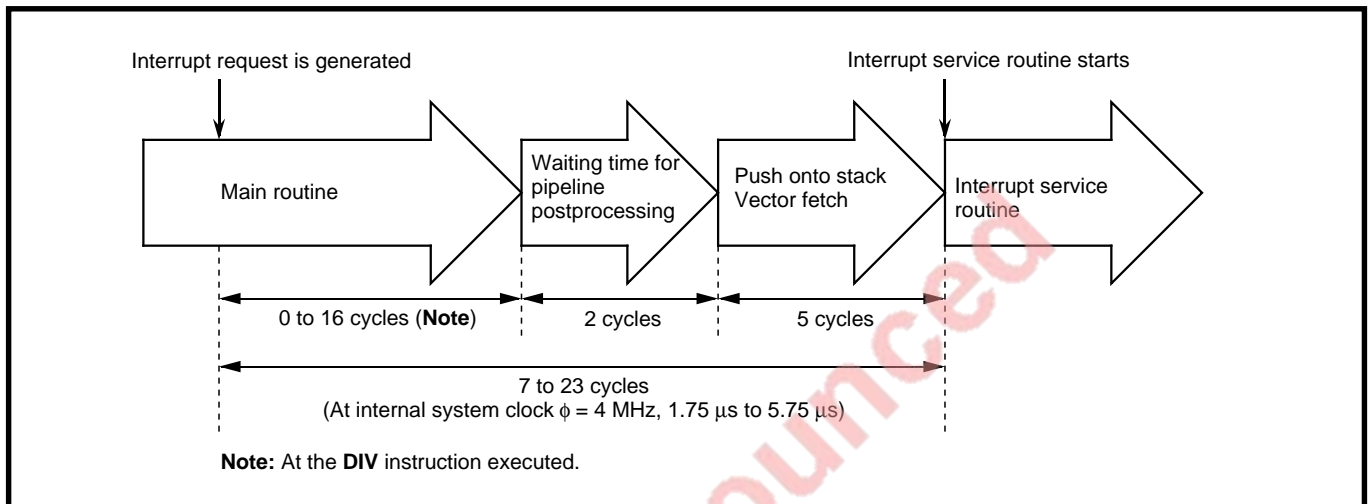 Interrupt request is generated
Interrupt service routine starts
Main routine
Waiting time for
pipeline
postprocessing
Push onto stack
Vector fetch
Interrupt service
routine
0 to 16 cycles (Note)
2 cycles
5 cycles
7 to 23 cycles
(At internal system clock ϕ = 4 MHz, 1.75 μs to 5.75 μs)
Note: At the DIV instruction executed.
ounced